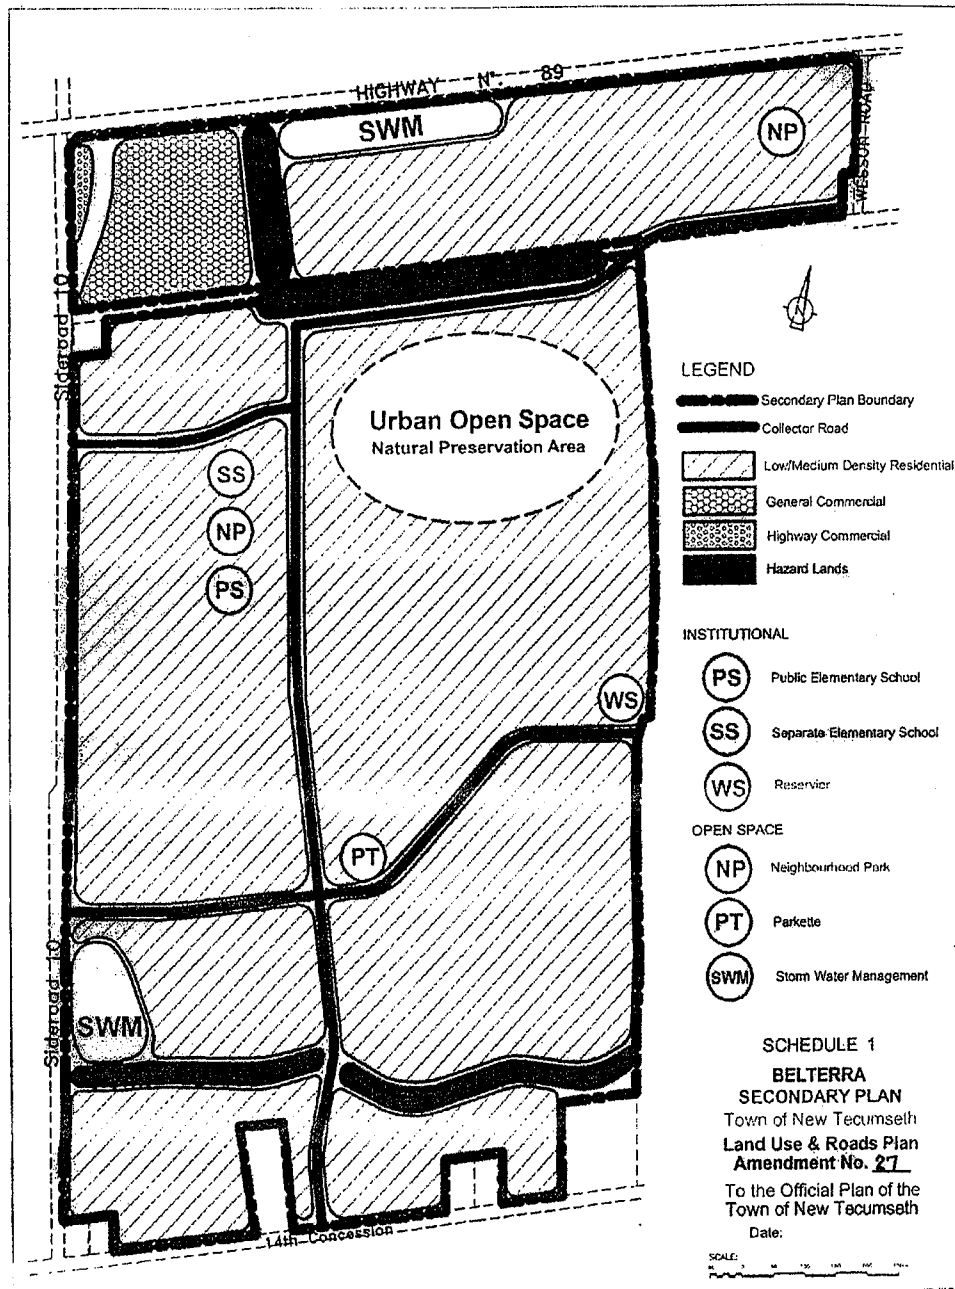 HIGHWAY Nº. 89
SWM
NP
WESSON ROAD
Sideroad 10
N
Urban Open Space
Natural Preservation Area
SS
NP
PS
WS
PT
Sideroad 10
SWM
14th Concession
LEGEND
Secondary Plan Boundary
Collector Road
Low/Medium Density Residential
General Commercial
Highway Commercial
Hazard Lands
INSTITUTIONAL
PS Public Elementary School
SS Separate Elementary School
WS Reservier
OPEN SPACE
NP Neighbourhood Park
PT Parkette
SWM Storm Water Management
SCHEDULE 1
BELTERRA
SECONDARY PLAN
Town of New Tecumseth
Land Use & Roads Plan
Amendment No. 27
To the Official Plan of the
Town of New Tecumseth
Date:
SCALE: